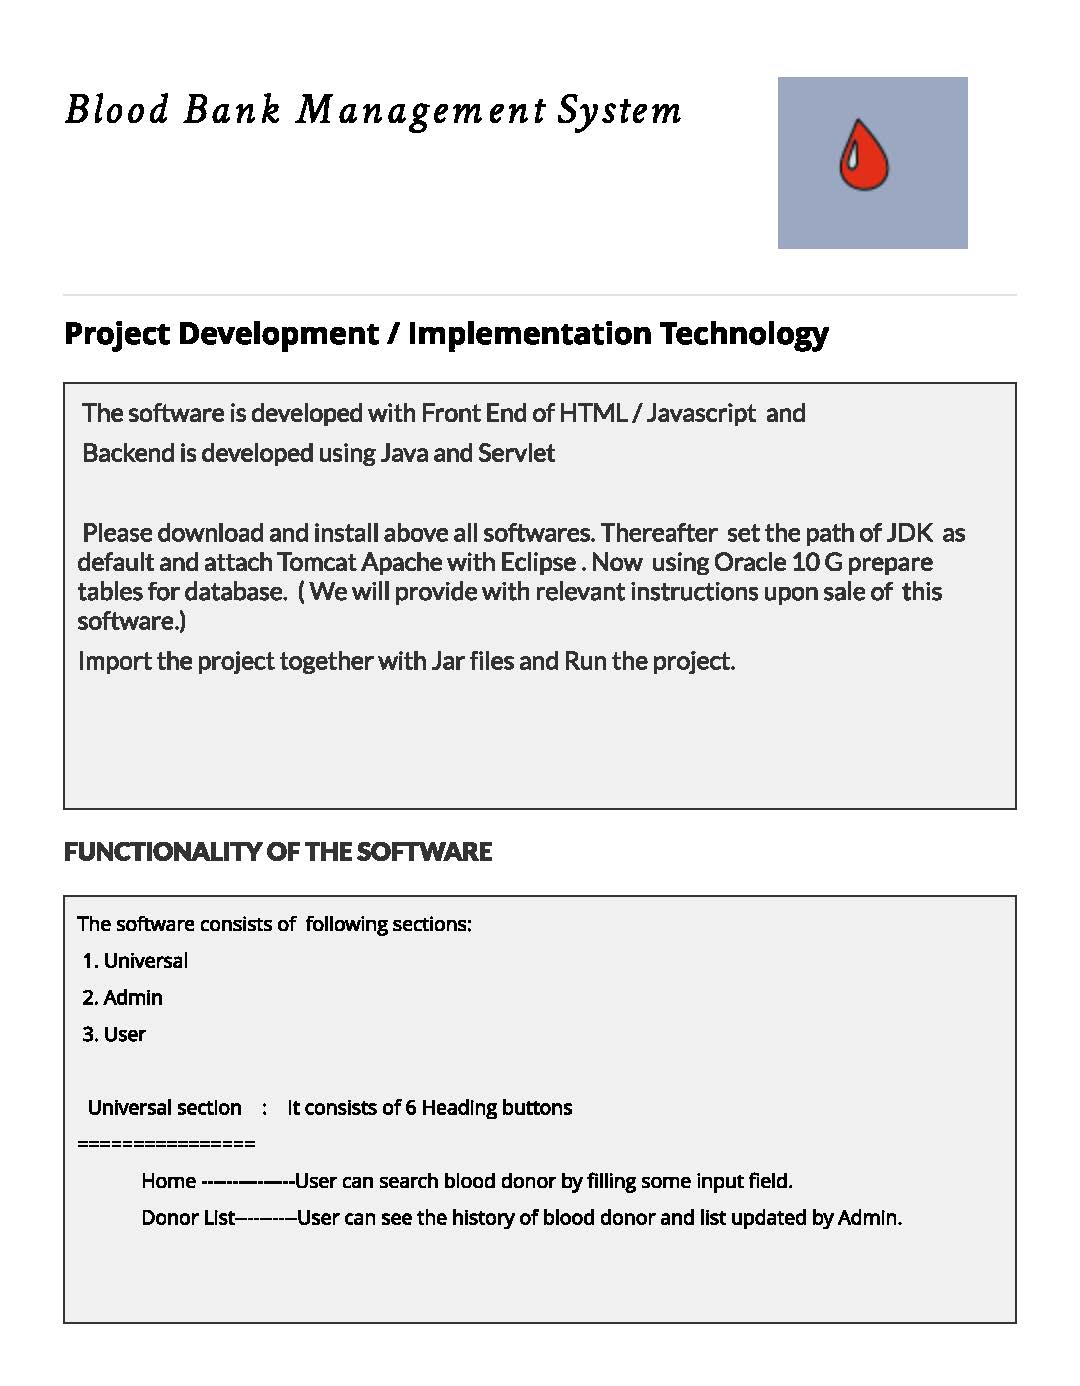 Blood Bank Management System
Project Development / Implementation Technology
The software is developed with Front End of HTML / Javascript and
Backend is developed using Java and Servlet
Please download and install above all softwares. Thereafter set the path of JDK as
default and attach Tomcat Apache with Eclipse . Now using Oracle 10 G prepare
tables for database. ( We will provide with relevant instructions upon sale of this
software.)
Import the project together with Jar files and Run the project.
FUNCTIONALITY OF THE SOFTWARE
The software consists of following sections:
1. Universal
2. Admin
3. User
Universal section : It consists of 6 Heading buttons
================
Home ---------------User can search blood donor by filling some input field.
Donor List----------User can see the history of blood donor and list updated by Admin.